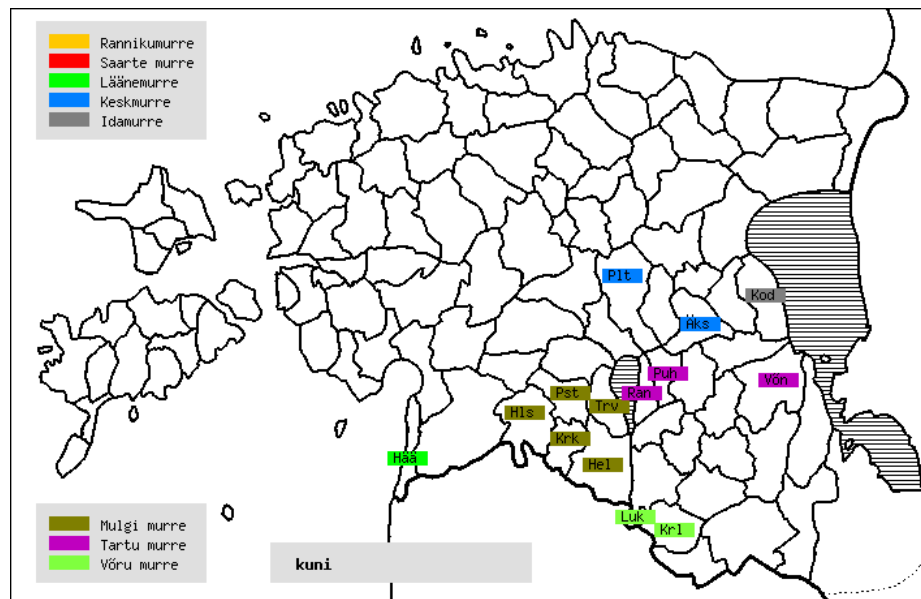 Rannikumurre
Saarte murre
Läänemurre
Keskmurre
Idamurre
Plt
Kod
Äks
Puh
Võn
Pst
Ran
Trv
Hls
Krk
Hää
Hel
Luk
Krl
Mulgi murre
Tartu murre
Võru murre
kuni